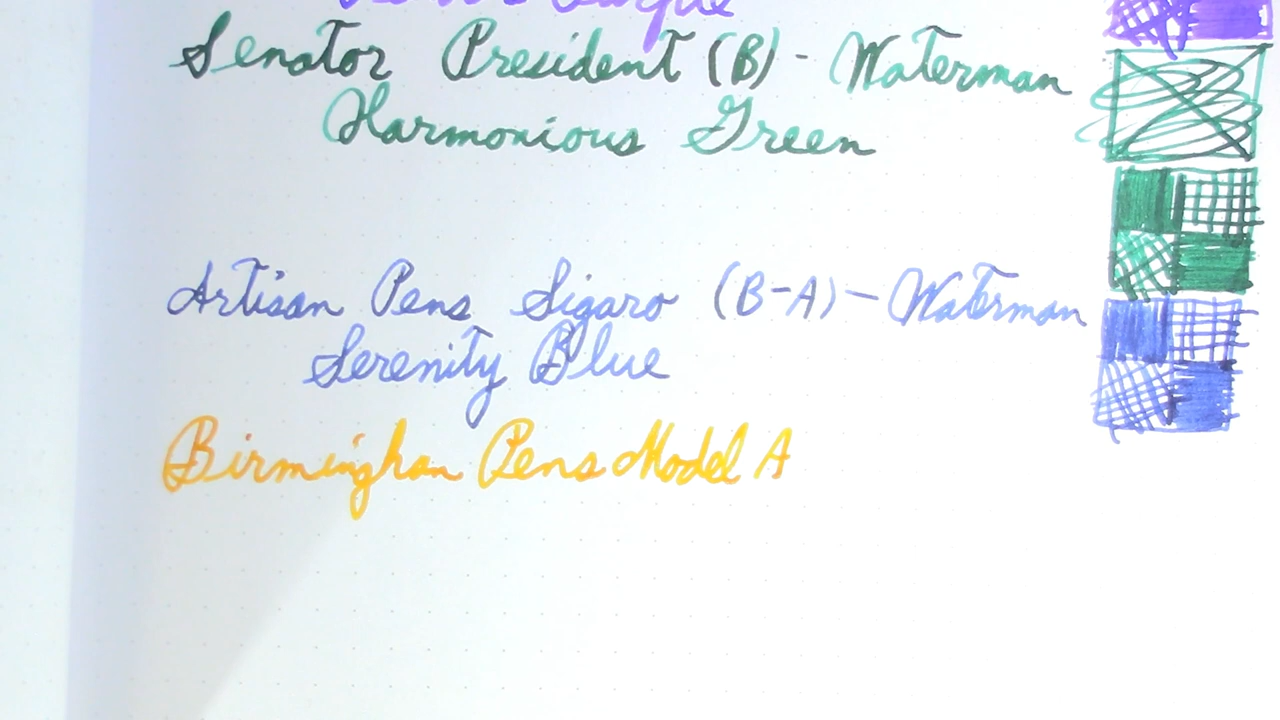 Senator President (B) - Waterman
Harmonious Green
Artisan Pens Sigaro (B-A) - Waterman
Serenity Blue
Birmingham Pens Model A